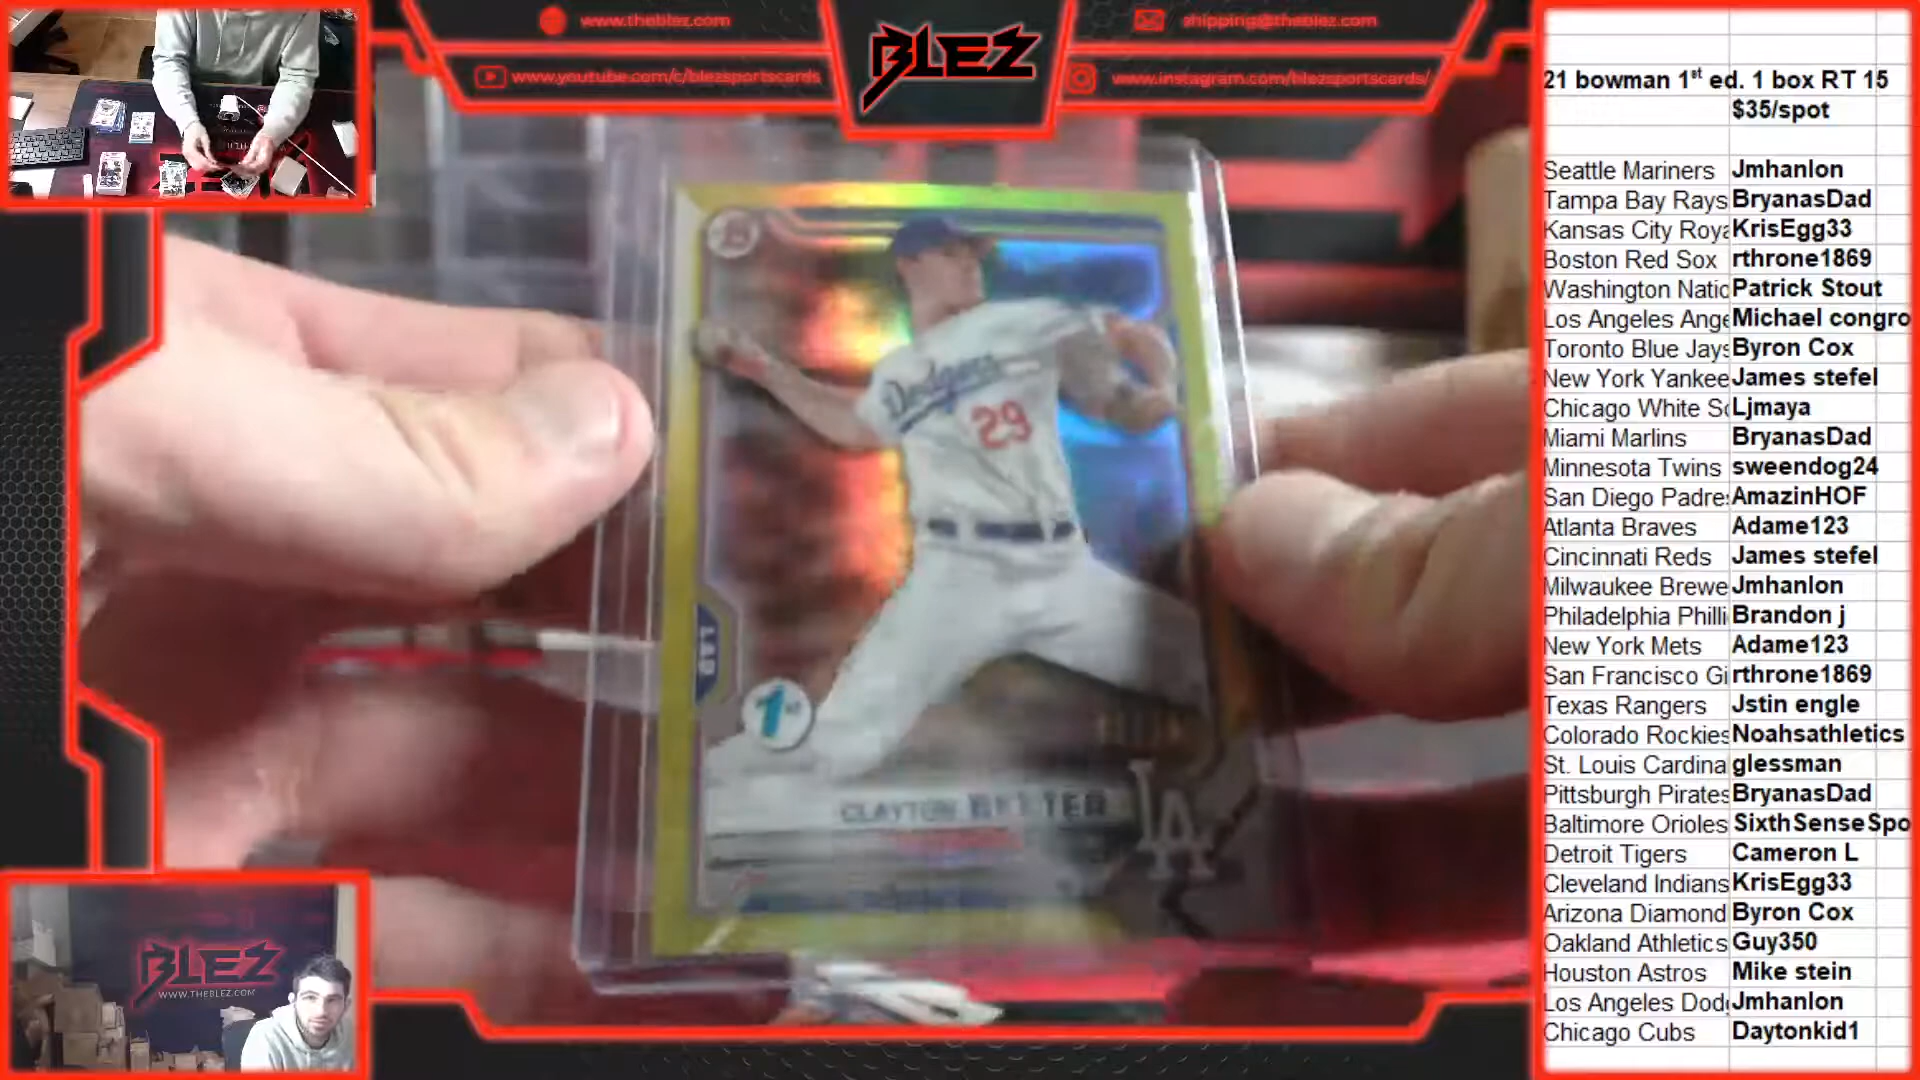 www.theblez.com
BLEZ
shipping@theblez.com
www.youtube.com/c/blezsportscards
www.instagram.com/blezsportscards/
21 bowman 1st ed. 1 box RT 15
$35/spot
Seattle Mariners Jmhanlon
Tampa Bay Rays BryanasDad
Kansas City Roya KrisEgg33
Boston Red Sox rthrone1869
Washington Natio Patrick Stout
Los Angeles Ange Michael congro
Toronto Blue Jays Byron Cox
New York Yankee James stefel
Chicago White So Ljmaya
Miami Marlins BryanasDad
Minnesota Twins sweendog24
San Diego Padres AmazinHOF
Atlanta Braves Adame123
Cincinnati Reds James stefel
Milwaukee Brewe Jmhanlon
Philadelphia Philli Brandon j
New York Mets Adame123
San Francisco Gi rthrone1869
Texas Rangers Jstin engle
Colorado Rockies Noahsathletics
St. Louis Cardina glessman
Pittsburgh Pirates BryanasDad
Baltimore Orioles SixthSenseSpo
Detroit Tigers Cameron L
Cleveland Indians KrisEgg33
Arizona Diamond Byron Cox
Oakland Athletics Guy350
Houston Astros Mike stein
Los Angeles Dodg Jmhanlon
Chicago Cubs Daytonkid1
B
Dodgers
29
1st
CLAYTON BEETER
LA
BLEZ
WWW.THEBLEZ.COM